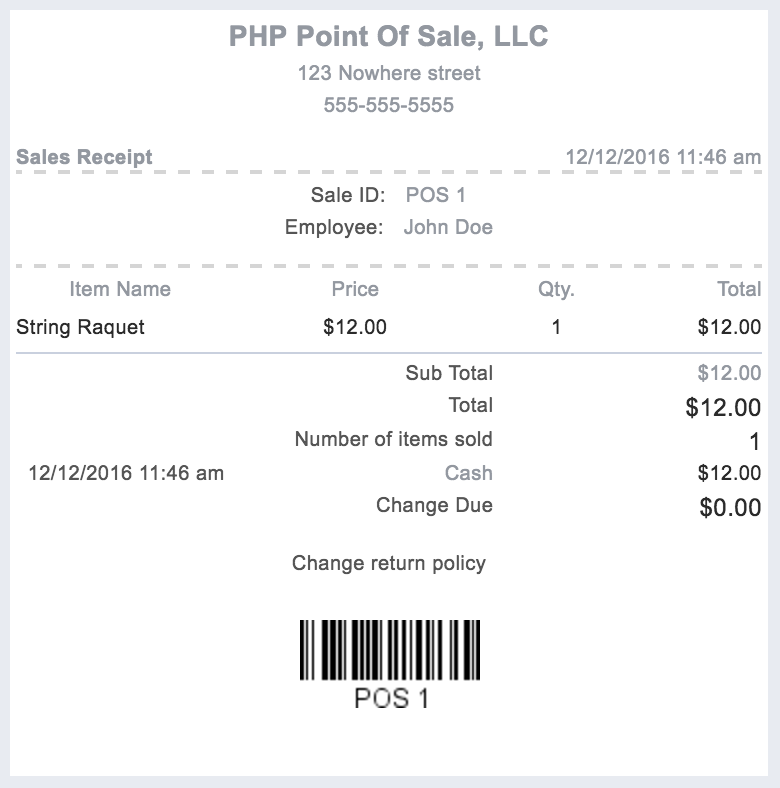 PHP Point Of Sale, LLC
123 Nowhere street
555-555-5555
Sales Receipt 12/12/2016 11:46 am
Sale ID: POS 1
Employee: John Doe
Item Name Price Qty. Total
String Raquet $12.00 1 $12.00
Sub Total $12.00
Total $12.00
Number of items sold 1
12/12/2016 11:46 am Cash $12.00
Change Due $0.00
Change return policy
POS 1